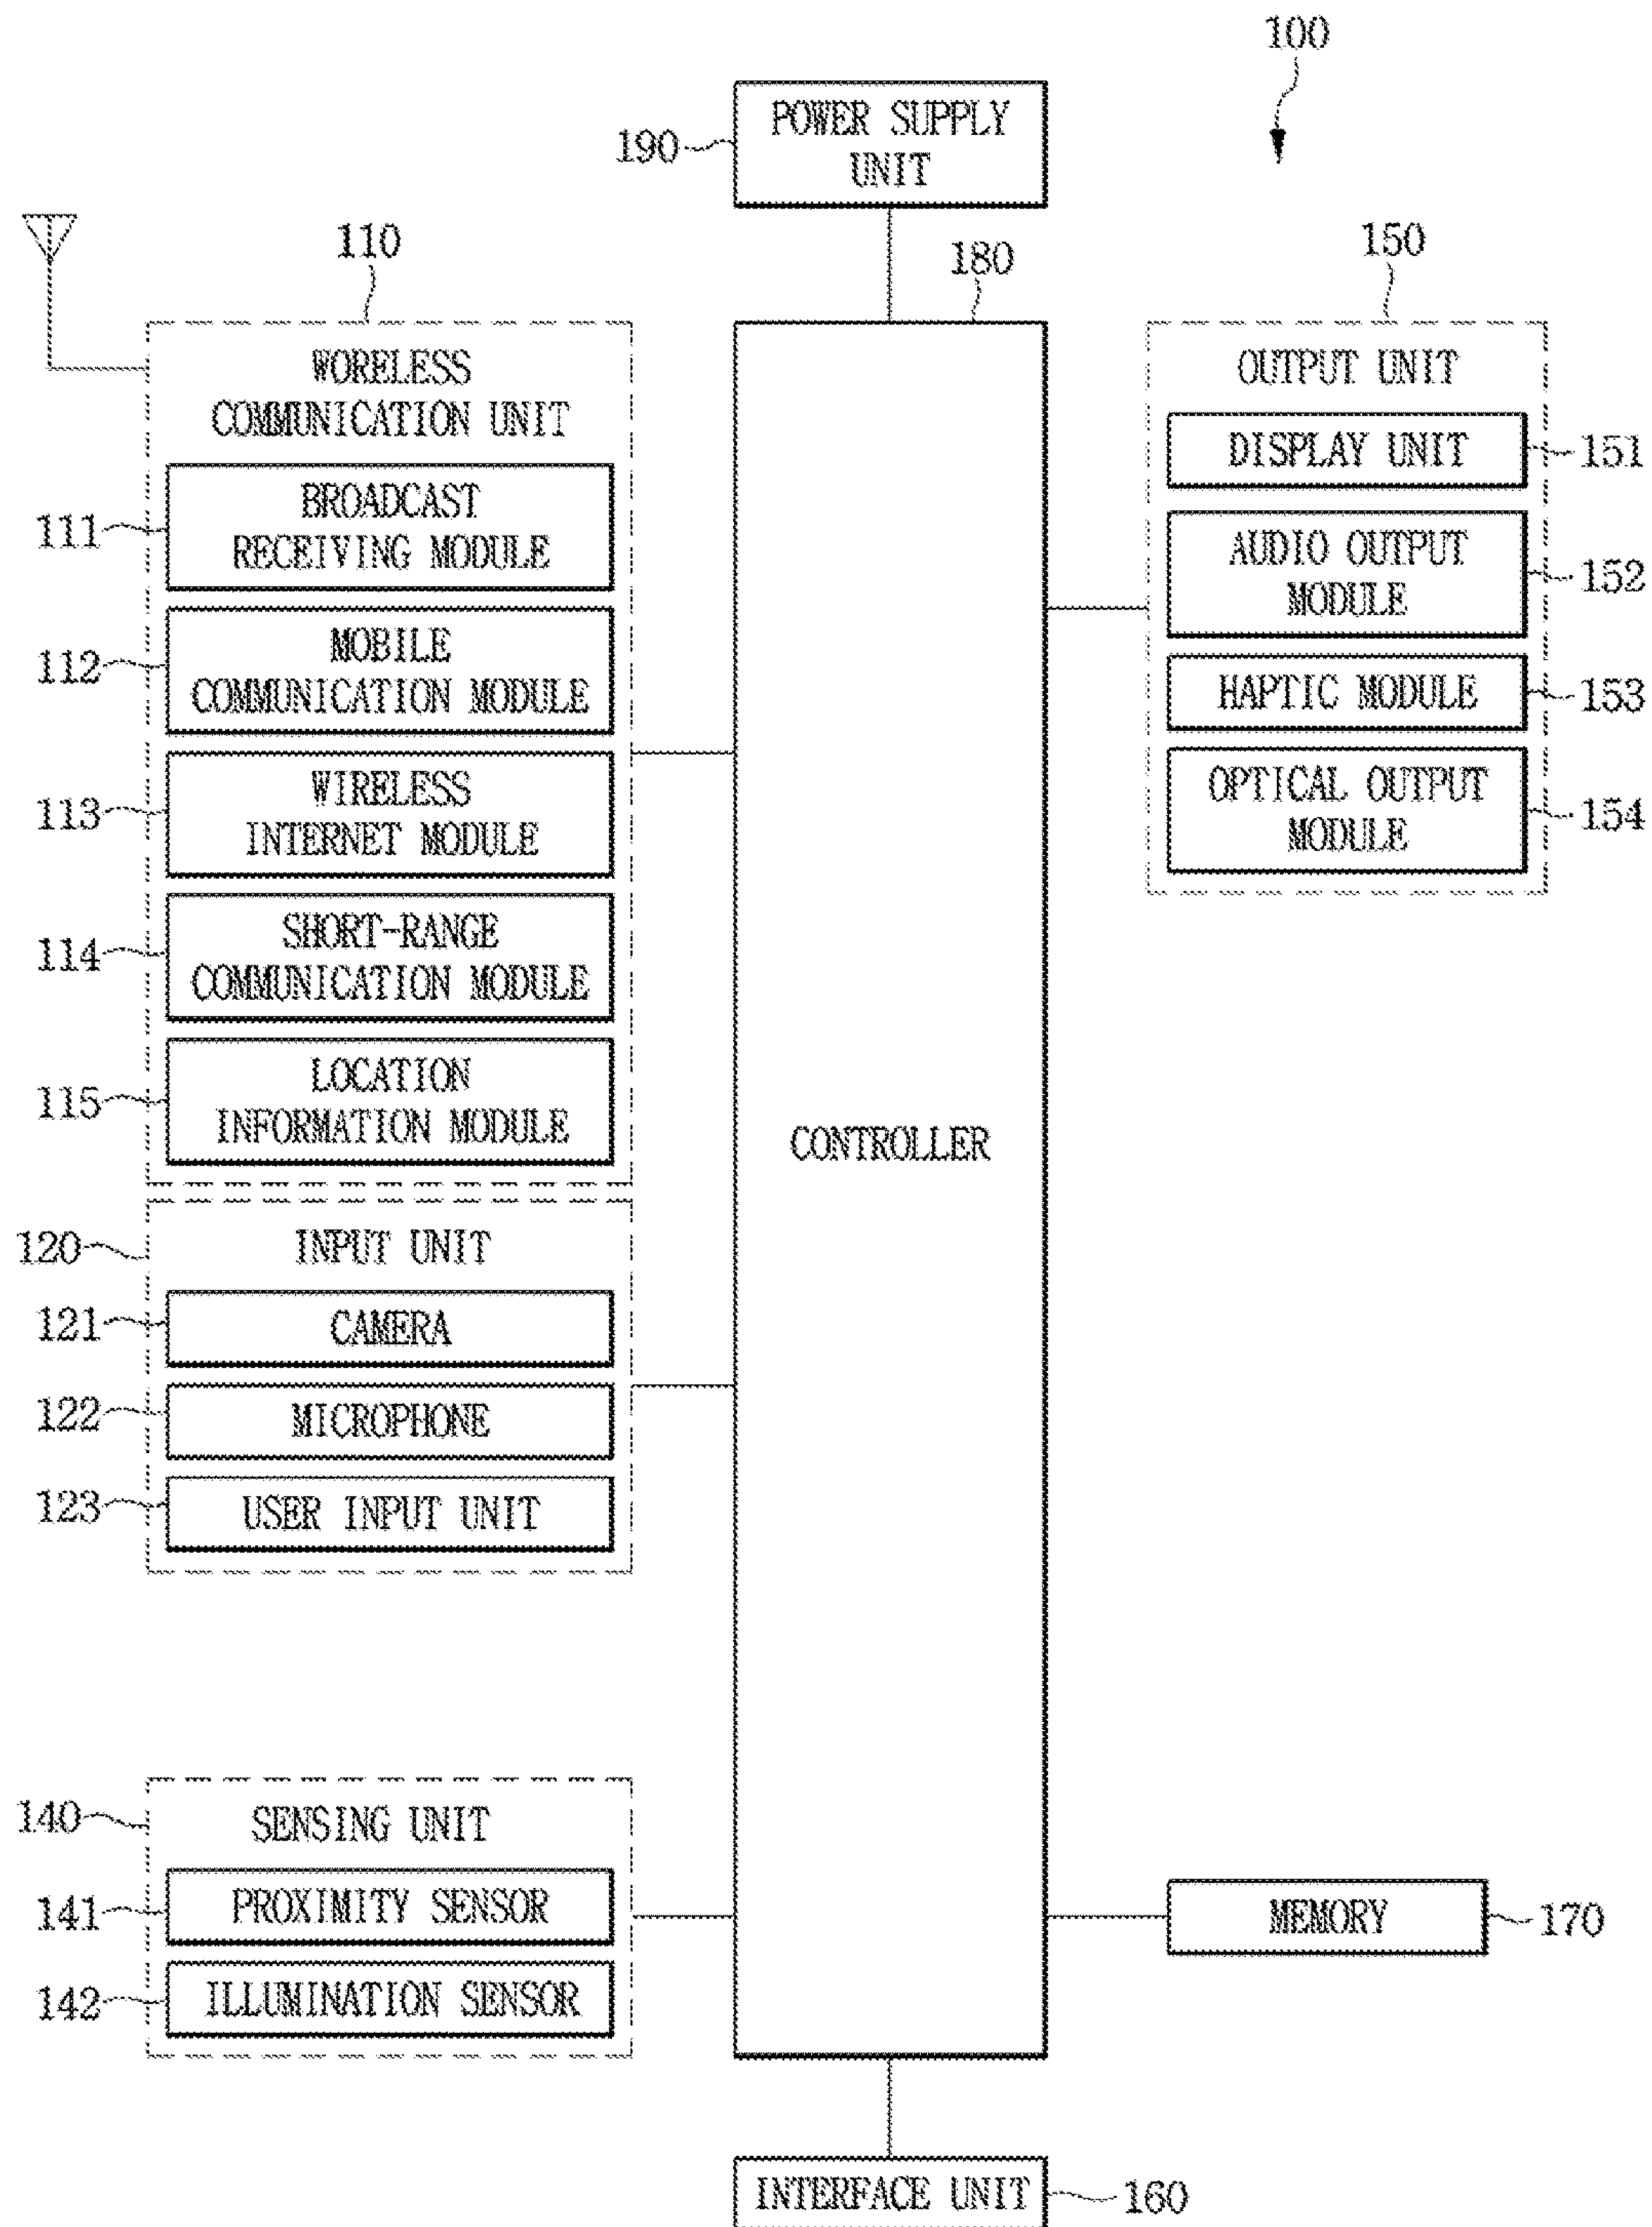 100
POWER SUPPLY
UNIT
190
110
180
150
WORELESS
COMMUNICATION UNIT
BROADCAST
RECEIVING MODULE
111
MOBILE
COMMUNICATION MODULE
112
WIRELESS
INTERNET MODULE
113
SHORT-RANGE
COMMUNICATION MODULE
114
LOCATION
INFORMATION MODULE
115
120
INPUT UNIT
121
CAMERA
122
MICROPHONE
123
USER INPUT UNIT
140
SENSING UNIT
141
PROXIMITY SENSOR
142
ILLUMINATION SENSOR
CONTROLLER
OUTPUT UNIT
DISPLAY UNIT
151
AUDIO OUTPUT
MODULE
152
HAPTIC MODULE
153
OPTICAL OUTPUT
MODULE
154
MEMORY
170
INTERFACE UNIT
160